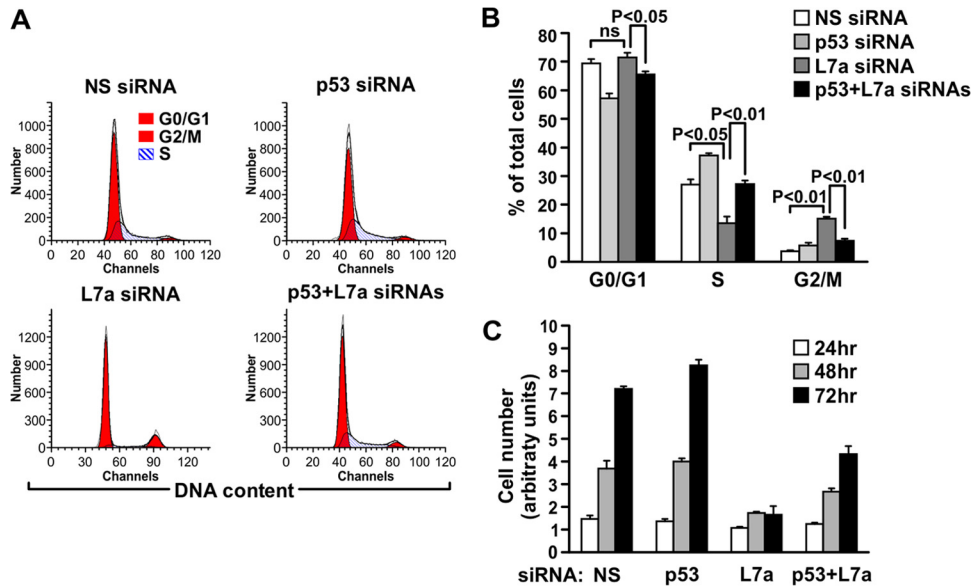 A
NS siRNA
G0/G1
G2/M
S
Number
1000
800
600
400
200
0
0 20 40 60 80 100 120
Channels
p53 siRNA
Number
1000
800
600
400
200
0
0 20 40 60 80 100 120
Channels
L7a siRNA
Number
1200
900
600
300
0
0 30 60 90 120
Channels
p53+L7a siRNAs
Number
1200
900
600
300
0
0 20 40 60 80 100 120
Channels
DNA content
B
% of total cells
80
70
60
50
40
30
20
10
0
ns
P<0.05
P<0.05
P<0.01
P<0.01
P<0.01
NS siRNA
p53 siRNA
L7a siRNA
p53+L7a siRNAs
G0/G1 S G2/M
C
Cell number
(arbitraty units)
10
9
8
7
6
5
4
3
2
1
0
24hr
48hr
72hr
siRNA: NS p53 L7a p53+L7a